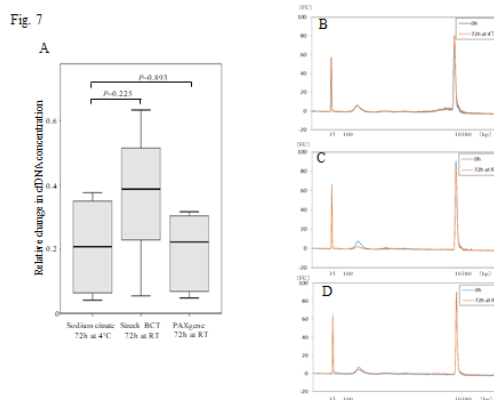 Fig. 7
A
P=0.893
P=0.225
Relative change in cfDNA concentration
0.6
0.4
0.2
0
Sodium citrate
72h at 4°C
Streck BCT
72h at RT
PAXgene
72h at RT
[FU]
B
0h
72h at 4°C
100
80
60
40
20
0
-20
35 100 10380 [bp]
[FU]
C
0h
72h at R
100
80
60
40
20
0
-20
35 100 10380 [bp]
[FU]
D
0h
72h at R
100
80
60
40
20
0
-20
35 100 10380 [bp]